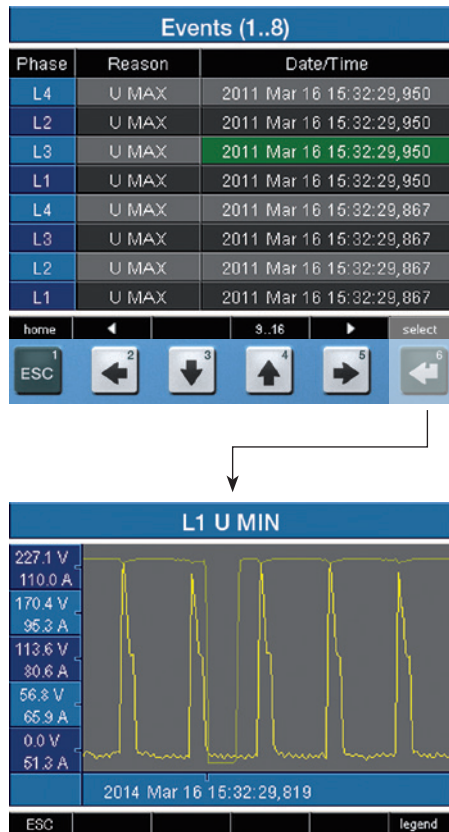 Events (1..8)
Phase Reason Date/Time
L4 U MAX 2011 Mar 16 15:32:29,950
L2 U MAX 2011 Mar 16 15:32:29,950
L3 U MAX 2011 Mar 16 15:32:29,950
L1 U MAX 2011 Mar 16 15:32:29,950
L4 U MAX 2011 Mar 16 15:32:29,867
L3 U MAX 2011 Mar 16 15:32:29,867
L2 U MAX 2011 Mar 16 15:32:29,867
L1 U MAX 2011 Mar 16 15:32:29,867
home 9..16 select
ESC 1 2 3 4 5 6
L1 U MIN
227.1 V
110.0 A
170.4 V
95.3 A
113.6 V
80.6 A
56.8 V
65.9 A
0.0 V
51.3 A
2014 Mar 16 15:32:29,819
ESC legend